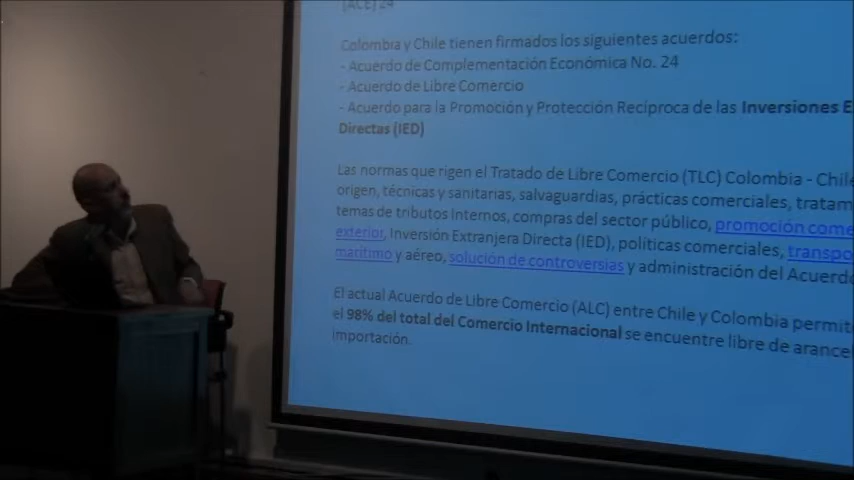 (ACE) 24
Colombia y Chile tienen firmados los siguientes acuerdos:
- Acuerdo de Complementación Económica No. 24
- Acuerdo de Libre Comercio
- Acuerdo para la Promoción y Protección Recíproca de las Inversiones E
Directas (IED)
Las normas que rigen el Tratado de Libre Comercio (TLC) Colombia - Chile
origen, técnicas y sanitarias, salvaguardias, prácticas comerciales, tratam
temas de tributos internos, compras del sector público, promoción come
exterior, Inversión Extranjera Directa (IED), políticas comerciales, transpo
marítimo y aéreo, solución de controversias y administración del Acuerdo
El actual Acuerdo de Libre Comercio (ALC) entre Chile y Colombia permite
el 98% del total del Comercio Internacional se encuentre libre de arance
importación.